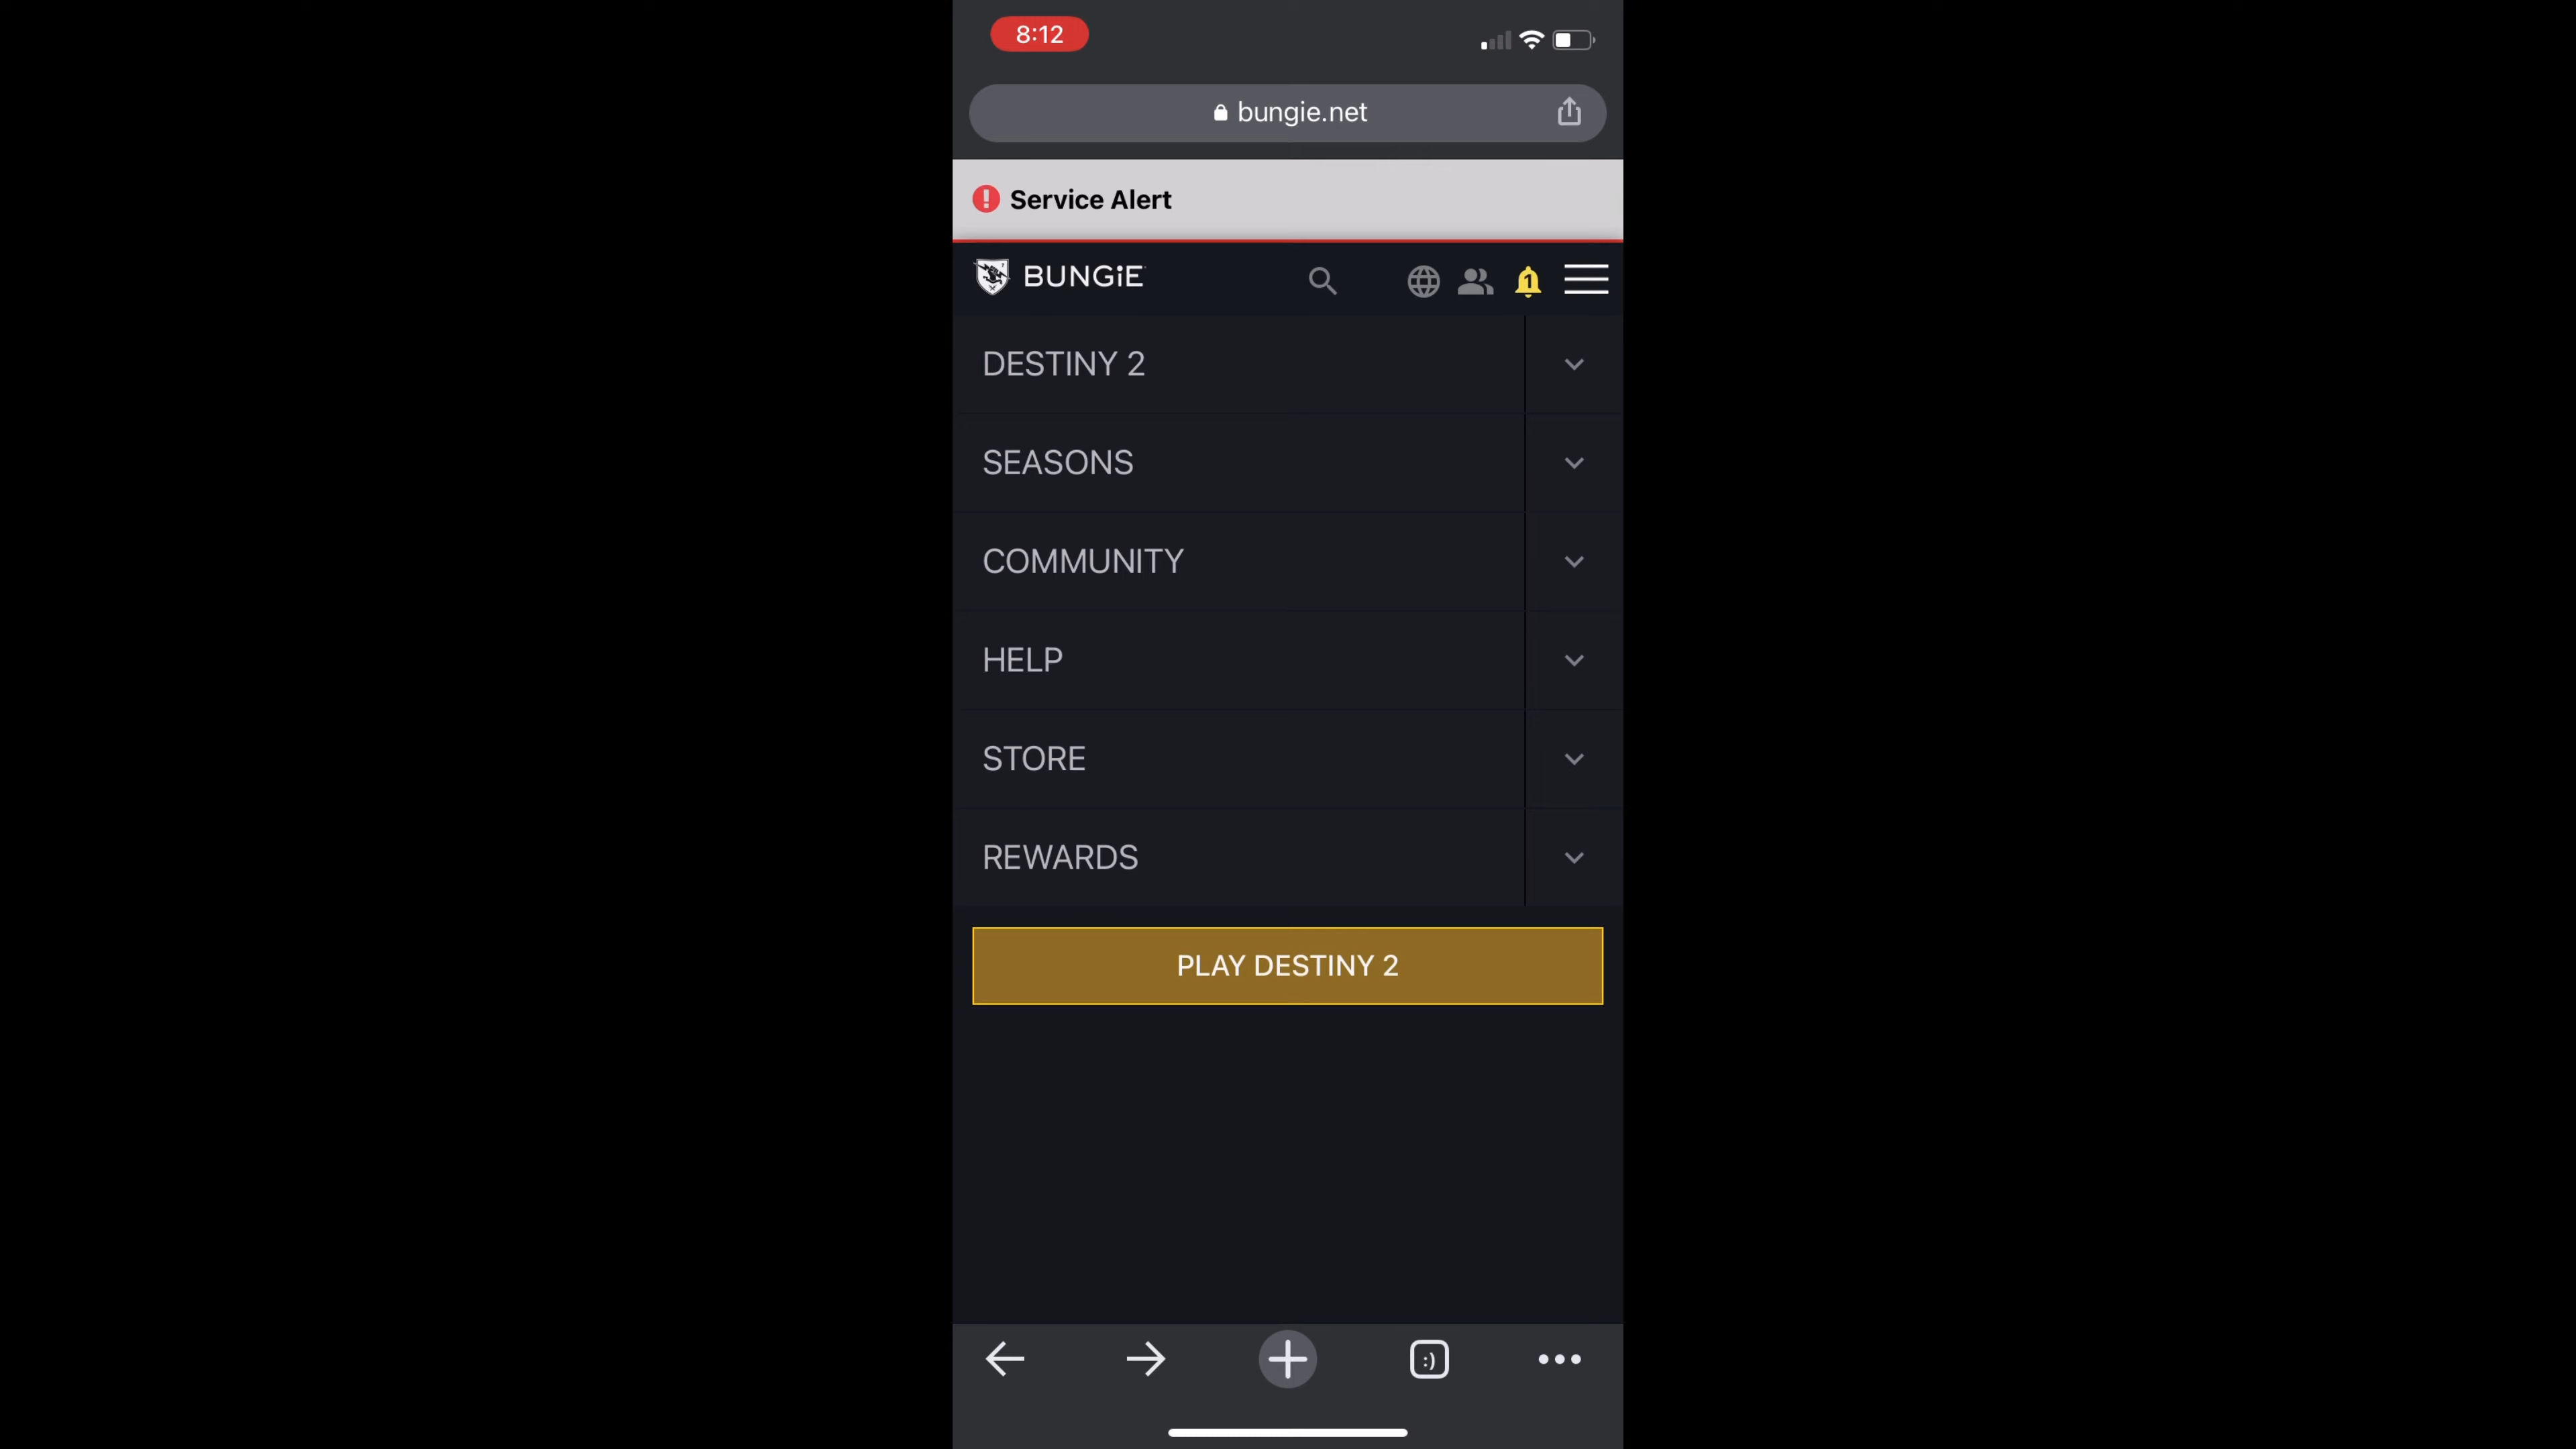 8:12
bungie.net
Service Alert
BUNGiE
1
DESTINY 2
SEASONS
COMMUNITY
HELP
STORE
REWARDS
PLAY DESTINY 2
:)